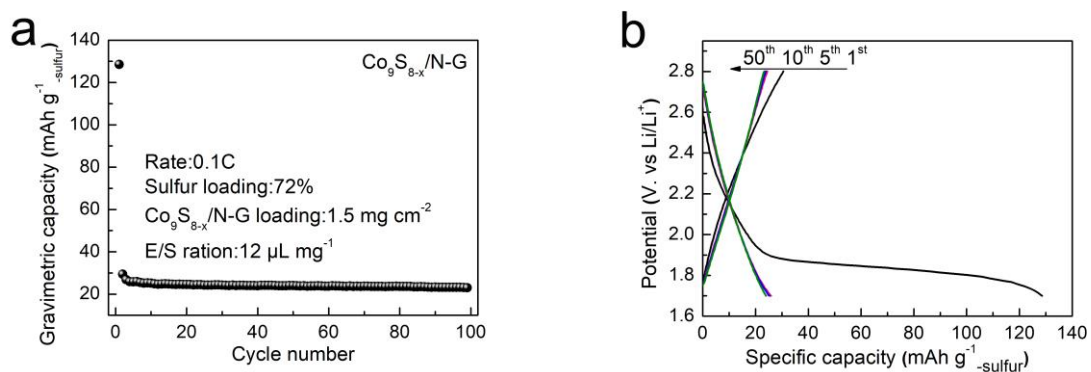 a
Gravimetric capacity (mAh g⁻¹₋sulfur)
140
120
100
80
60
40
20
Co₉S₈₋ₓ/N-G
Rate:0.1C
Sulfur loading:72%
Co₉S₈₋ₓ/N-G loading:1.5 mg cm⁻²
E/S ration:12 µL mg⁻¹
0 20 40 60 80 100
Cycle number
b
Potential (V. vs Li/Li⁺)
2.8
2.6
2.4
2.2
2.0
1.8
1.6
50ᵗʰ 10ᵗʰ 5ᵗʰ 1ˢᵗ
0 20 40 60 80 100 120 140
Specific capacity (mAh g⁻¹₋sulfur)